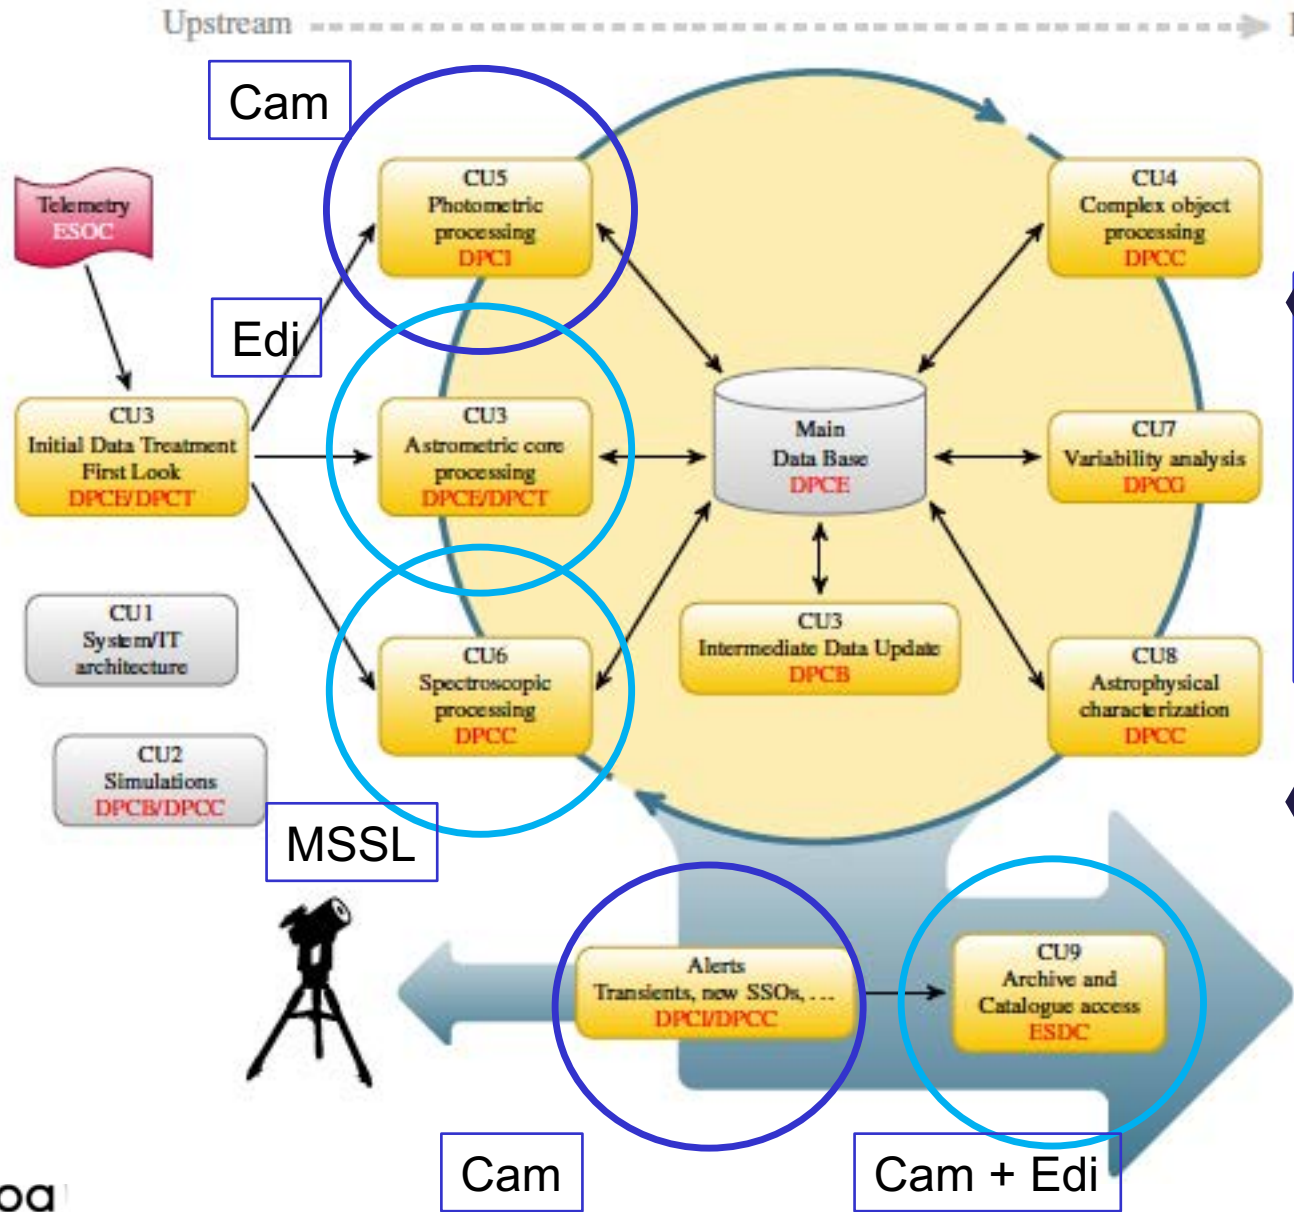 Upstream
Cam
CU5
Photometric
processing
DPCI
CU4
Complex object
processing
DPCC
Telemetry
ESOC
Edi
CU3
Initial Data Treatment
First Look
DPCE/DPCT
CU3
Astrometric core
processing
DPCE/DPCT
Main
Data Base
DPCE
CU7
Variability analysis
DPCG
CU1
System/IT
architecture
CU6
Spectroscopic
processing
DPCC
CU3
Intermediate Data Update
DPCB
CU8
Astrophysical
characterization
DPCC
CU2
Simulations
DPCB/DPCC
MSSL
Alerts
Transients, new SSOs, ...
DPCI/DPCC
CU9
Archive and
Catalogue access
ESDC
Cam
Cam + Edi